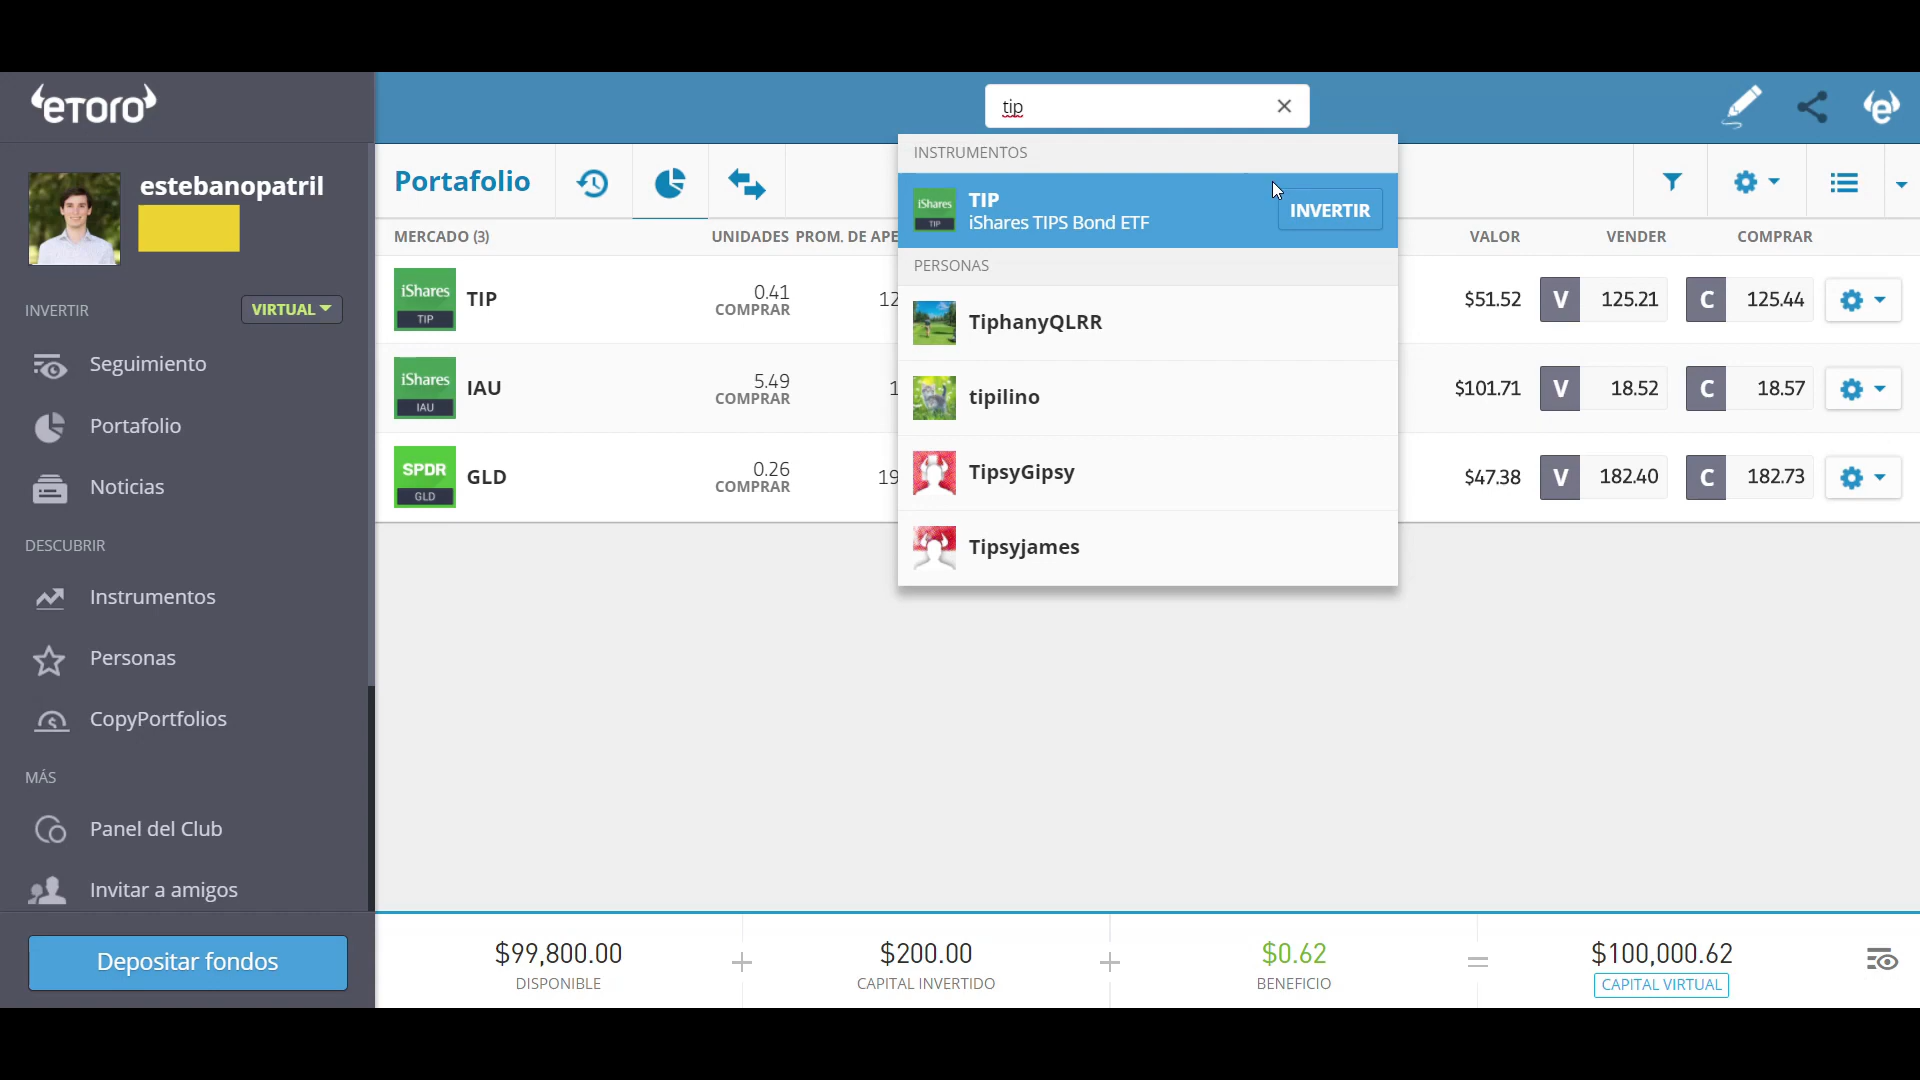 etoro
tip
estebanopatril
INVERTIR
VIRTUAL
Seguimiento
Portafolio
Noticias
DESCUBRIR
Instrumentos
Personas
CopyPortfolios
MÁS
Panel del Club
Invitar a amigos
Depositar fondos
Portafolio
MERCADO (3)
UNIDADES
PROM. DE APE
VALOR
VENDER
COMPRAR
iShares
TIP
TIP
0.41
COMPRAR
12
$51.52
V
125.21
C
125.44
iShares
IAU
IAU
5.49
COMPRAR
1
$101.71
V
18.52
C
18.57
SPDR
GLD
GLD
0.26
COMPRAR
19
$47.38
V
182.40
C
182.73
INSTRUMENTOS
iShares
TIP
TIP
iShares TIPS Bond ETF
INVERTIR
PERSONAS
TiphanyQLRR
tipilino
TipsyGipsy
Tipsyjames
$99,800.00
DISPONIBLE
+
$200.00
CAPITAL INVERTIDO
+
$0.62
BENEFICIO
=
$100,000.62
CAPITAL VIRTUAL